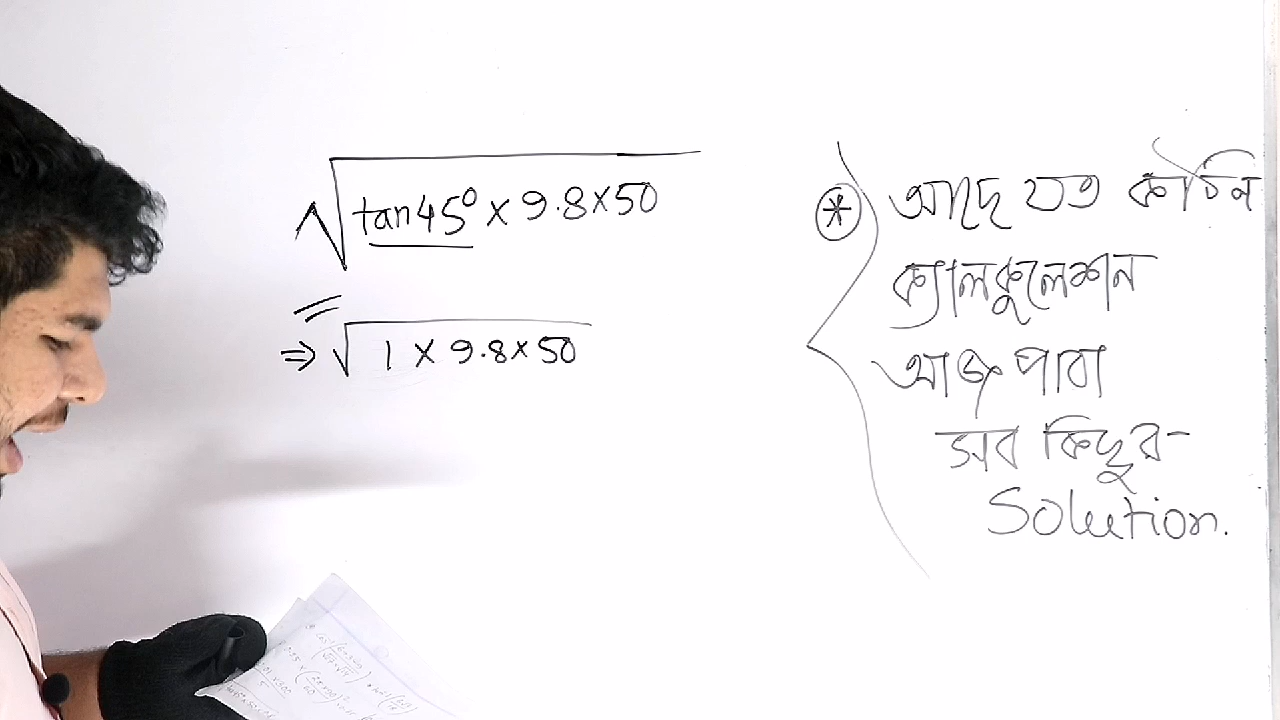 √tan45° × 9.8 × 50
⇒ √1 × 9.8 × 50
* আছে যত কঠিন
ক্যালকুলেশন
আজ পাবা
সব কিছুর-
Solution.